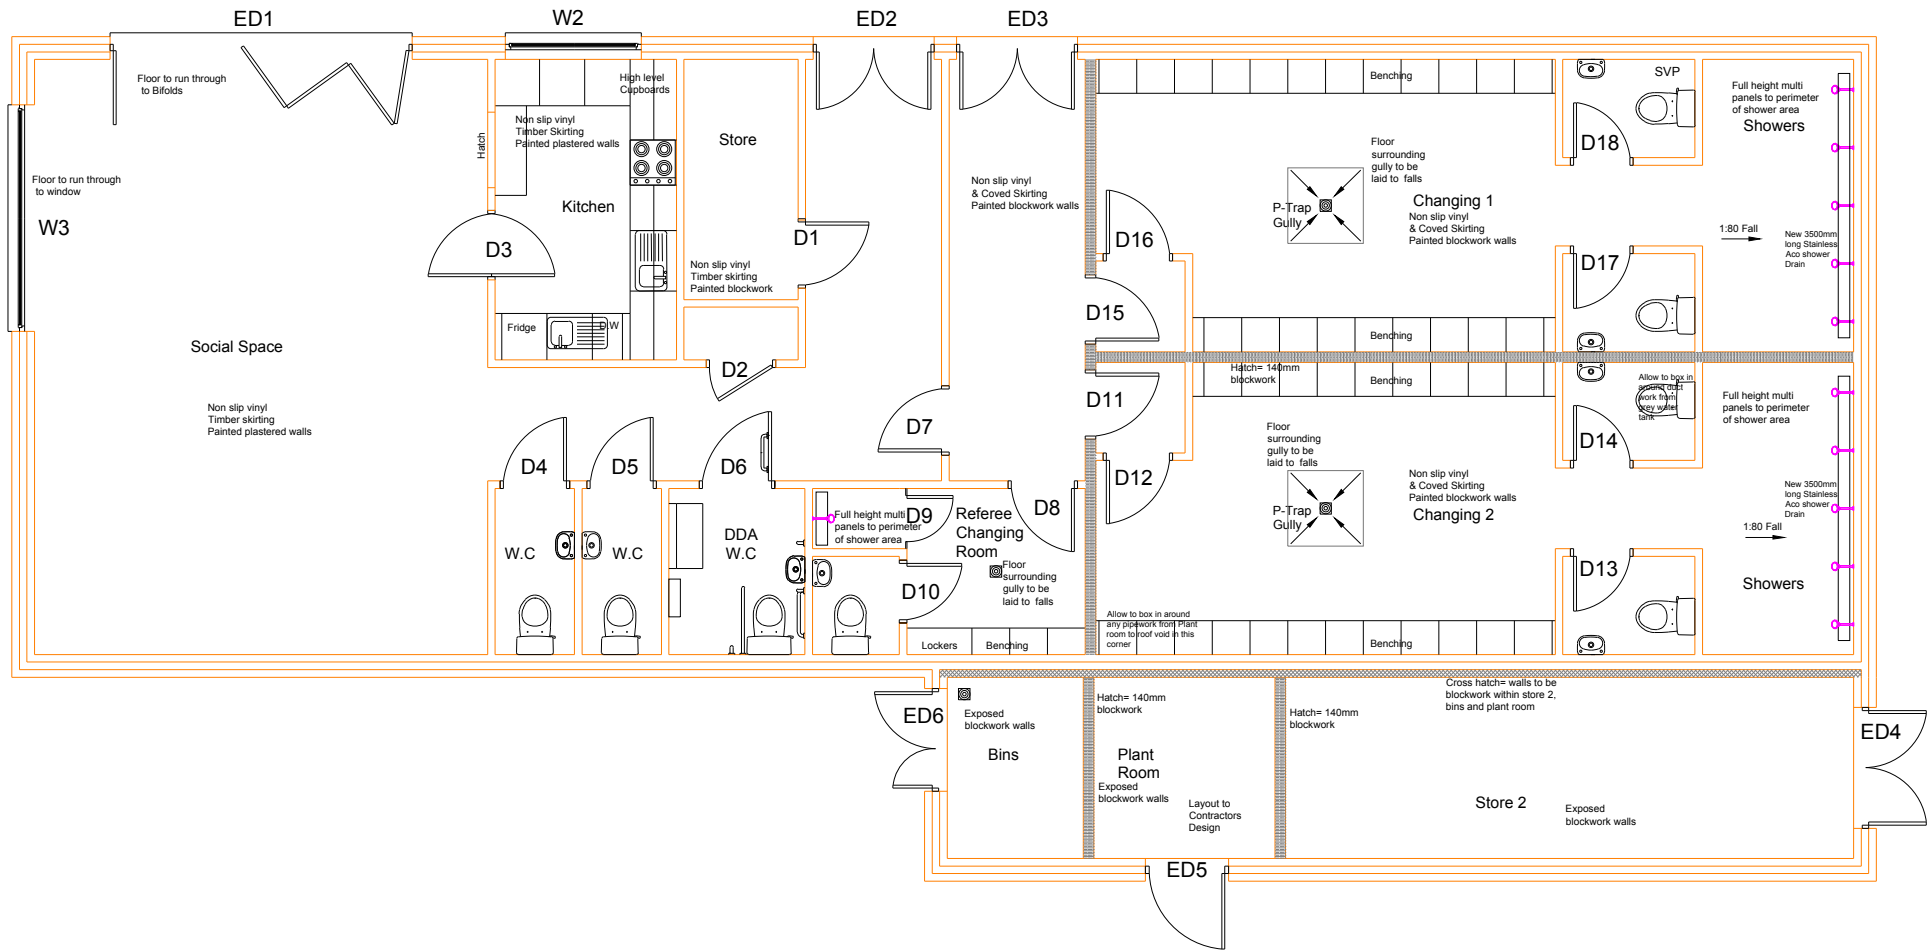 ED1
W2
ED2
ED3
Floor to run through
to Bifolds
High level
Cupboards
Benching
SVP
Full height multi
panels to perimeter
of shower area
Showers
Non slip vinyl
Timber Skirting
Painted plastered walls
Hatch
Store
Floor
surrounding
gully to be
laid to falls
D18
Floor to run through
to window
W3
Kitchen
Non slip vinyl
& Coved Skirting
Painted blockwork walls
P-Trap
Gully
Changing 1
Non slip vinyl
& Coved Skirting
Painted blockwork walls
1:80 Fall
New 3500mm
long Stainless
Aco shower
Drain
D3
D1
D16
D17
Non slip vinyl
Timber skirting
Painted blockwork
D15
Fridge
D.W
Benching
Social Space
D2
Hatch= 140mm
blockwork
Benching
Allow to box in
around duct
work from
grey water
tank
Full height multi
panels to perimeter
of shower area
Non slip vinyl
Timber skirting
Painted plastered walls
D11
D7
Floor
surrounding
gully to be
laid to falls
D14
D4
D5
D6
D12
Non slip vinyl
& Coved Skirting
Painted blockwork walls
Changing 2
P-Trap
Gully
New 3500mm
long Stainless
Aco shower
Drain
1:80 Fall
Full height multi
panels to perimeter
of shower area
D9
Referee
Changing
Room
D8
W.C
W.C
DDA
W.C
Floor
surrounding
gully to be
laid to falls
D10
D13
Showers
Allow to box in around
any pipework from Plant
room to roof void in this
corner
Lockers
Benching
Benching
ED6
Exposed
blockwork walls
Bins
Hatch= 140mm
blockwork
Plant
Room
Exposed
blockwork walls
Layout to
Contractors
Design
Hatch= 140mm
blockwork
Cross hatch= walls to be
blockwork within store 2,
bins and plant room
Store 2
Exposed
blockwork walls
ED4
ED5